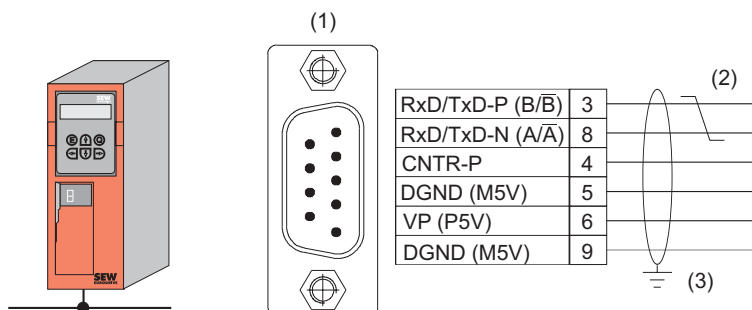 (1)
(2)
RxD/TxD-P (B/B̅) 3
RxD/TxD-N (A/A̅) 8
CNTR-P 4
DGND (M5V) 5
VP (P5V) 6
DGND (M5V) 9
(3)
SEW
E
Q
SEW
EURODRIVE